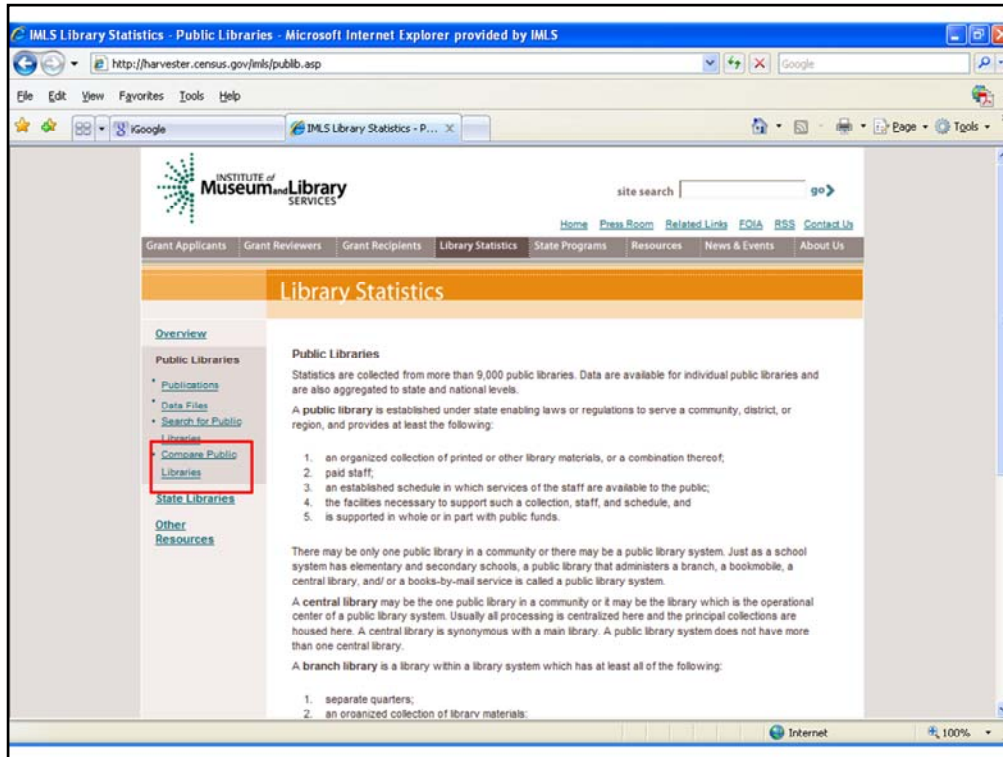 IMLS Library Statistics - Public Libraries - Microsoft Internet Explorer provided by IMLS
http://harvester.census.gov/imls/publib.asp
Google
File Edit View Favorites Tools Help
iGoogle
IMLS Library Statistics - P...
Page
Tools
INSTITUTE of
Museum and Library
SERVICES
site search
go
Home Press Room Related Links FOIA RSS Contact Us
Grant Applicants Grant Reviewers Grant Recipients Library Statistics State Programs Resources News & Events About Us
Library Statistics
Overview
Public Libraries
• Publications
• Data Files
• Search for Public
Libraries
• Compare Public
Libraries
State Libraries
Other
Resources
Public Libraries
Statistics are collected from more than 9,000 public libraries. Data are available for individual public libraries and
are also aggregated to state and national levels.
A public library is established under state enabling laws or regulations to serve a community, district, or
region, and provides at least the following:
1. an organized collection of printed or other library materials, or a combination thereof;
2. paid staff;
3. an established schedule in which services of the staff are available to the public;
4. the facilities necessary to support such a collection, staff, and schedule, and
5. is supported in whole or in part with public funds.
There may be only one public library in a community or there may be a public library system. Just as a school
system has elementary and secondary schools, a public library that administers a branch, a bookmobile, a
central library, and/ or a books-by-mail service is called a public library system.
A central library may be the one public library in a community or it may be the library which is the operational
center of a public library system. Usually all processing is centralized here and the principal collections are
housed here. A central library is synonymous with a main library. A public library system does not have more
than one central library.
A branch library is a library within a library system which has at least all of the following:
1. separate quarters;
2. an organized collection of library materials;
Internet
100%